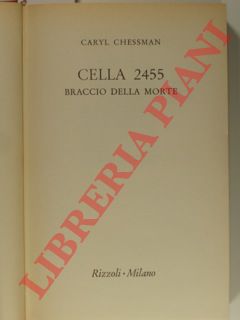 CARYL CHESSMAN
CELLA 2455
BRACCIO DELLA MORTE
LIBRERIA PIANI
Rizzoli • Milano